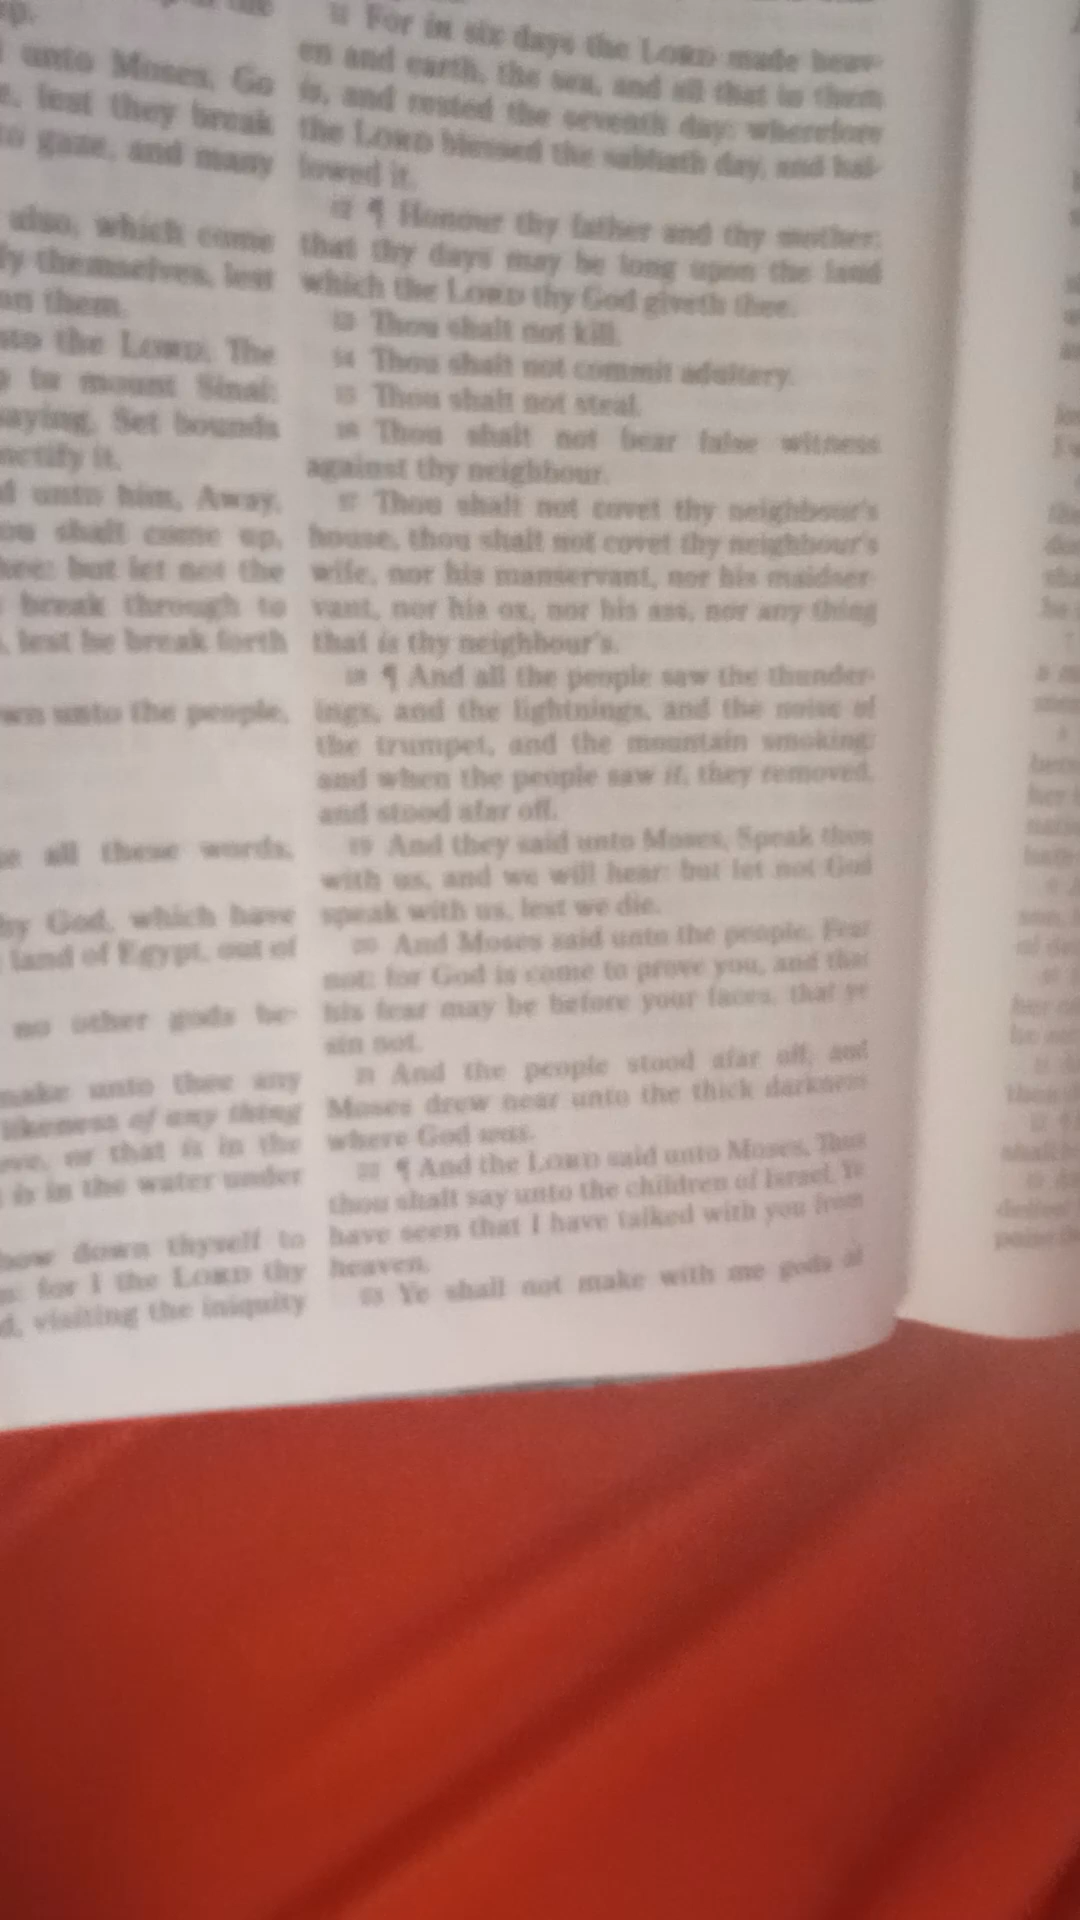 p.
unto Moses, Go
e, lest they break
to gaze, and many
also, which come
fy themselves, lest
on them.
nto the LORD, The
p to mount Sinai:
saying, Set bounds
nctify it.
d unto him, Away,
ou shalt come up,
hee: but let not the
break through to
, lest he break forth
wn unto the people,
ke all these words,
hy God, which have
land of Egypt, out of
no other gods be-
make unto thee any
likeness of any thing
ove, or that is in the
is in the water under
bow down thyself to
m: for I the LORD thy
d, visiting the iniquity
11 For in six days the LORD made heav-
en and earth, the sea, and all that in them
is, and rested the seventh day: wherefore
the LORD blessed the sabbath day, and hal-
lowed it.
12 ¶ Honour thy father and thy mother:
that thy days may be long upon the land
which the LORD thy God giveth thee.
13 Thou shalt not kill.
14 Thou shalt not commit adultery.
15 Thou shalt not steal.
16 Thou shalt not bear false witness
against thy neighbour.
17 Thou shalt not covet thy neighbour's
house, thou shalt not covet thy neighbour's
wife, nor his manservant, nor his maidser-
vant, nor his ox, nor his ass, nor any thing
that is thy neighbour's.
18 ¶ And all the people saw the thunder-
ings, and the lightnings, and the noise of
the trumpet, and the mountain smoking:
and when the people saw it, they removed,
and stood afar off.
19 And they said unto Moses, Speak thou
with us, and we will hear: but let not God
speak with us, lest we die.
20 And Moses said unto the people, Fear
not: for God is come to prove you, and that
his fear may be before your faces, that ye
sin not.
21 And the people stood afar off, and
Moses drew near unto the thick darkness
where God was.
22 ¶ And the LORD said unto Moses, Thus
thou shalt say unto the children of Israel, Ye
have seen that I have talked with you from
heaven.
23 Ye shall not make with me gods of